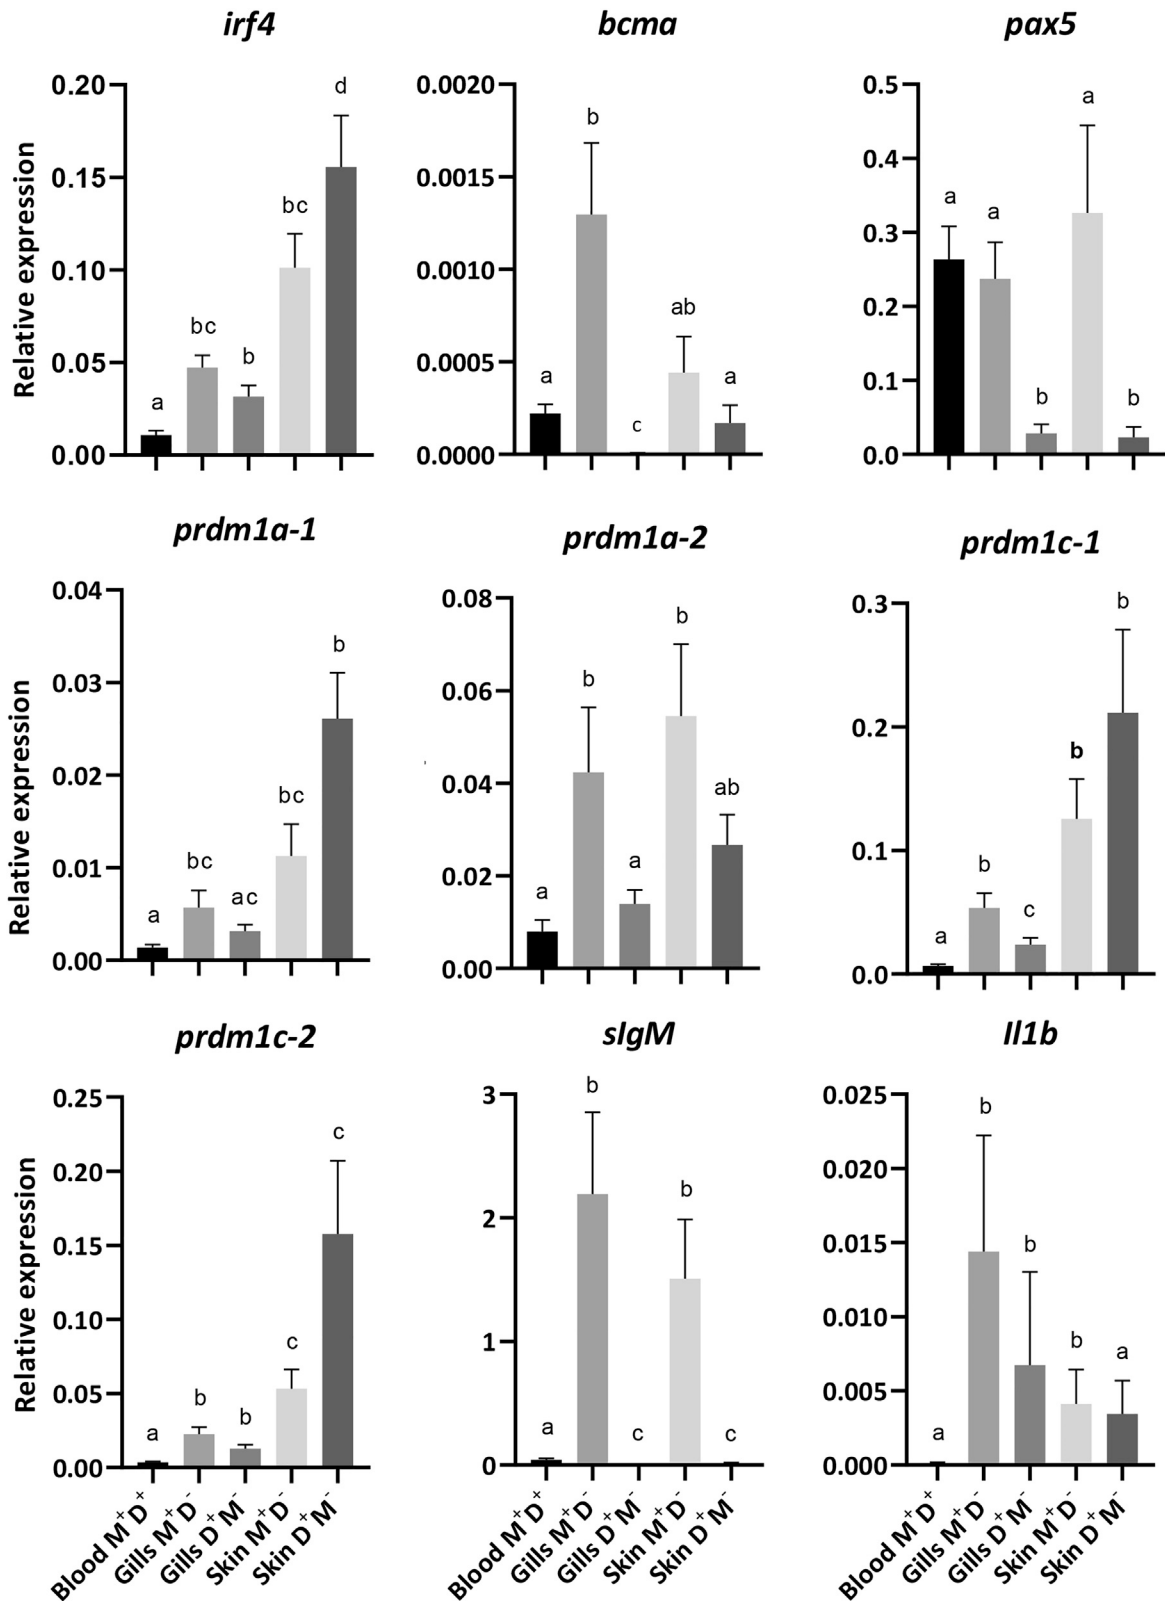 irf4
bcma
pax5
Relative expression
0.20
0.15
0.10
0.05
0.00
a
bc
b
bc
d
0.0020
0.0015
0.0010
0.0005
0.0000
a
b
c
ab
a
0.5
0.4
0.3
0.2
0.1
0.0
a
a
b
a
b
prdm1a-1
prdm1a-2
prdm1c-1
Relative expression
0.04
0.03
0.02
0.01
0.00
a
bc
ac
bc
b
0.08
0.06
0.04
0.02
0.00
a
b
a
b
ab
0.3
0.2
0.1
0.0
a
b
c
b
b
prdm1c-2
sIgM
Il1b
Relative expression
0.25
0.20
0.15
0.10
0.05
0.00
a
b
b
c
c
Blood M+D+
Gills M+D-
Gills D+M-
Skin M+D-
Skin D+M-
3
2
1
0
a
b
c
b
c
0.025
0.020
0.015
0.010
0.005
0.000
a
b
b
b
a
Blood M+D+
Gills M+D-
Gills D+M-
Skin M+D-
Skin D+M-